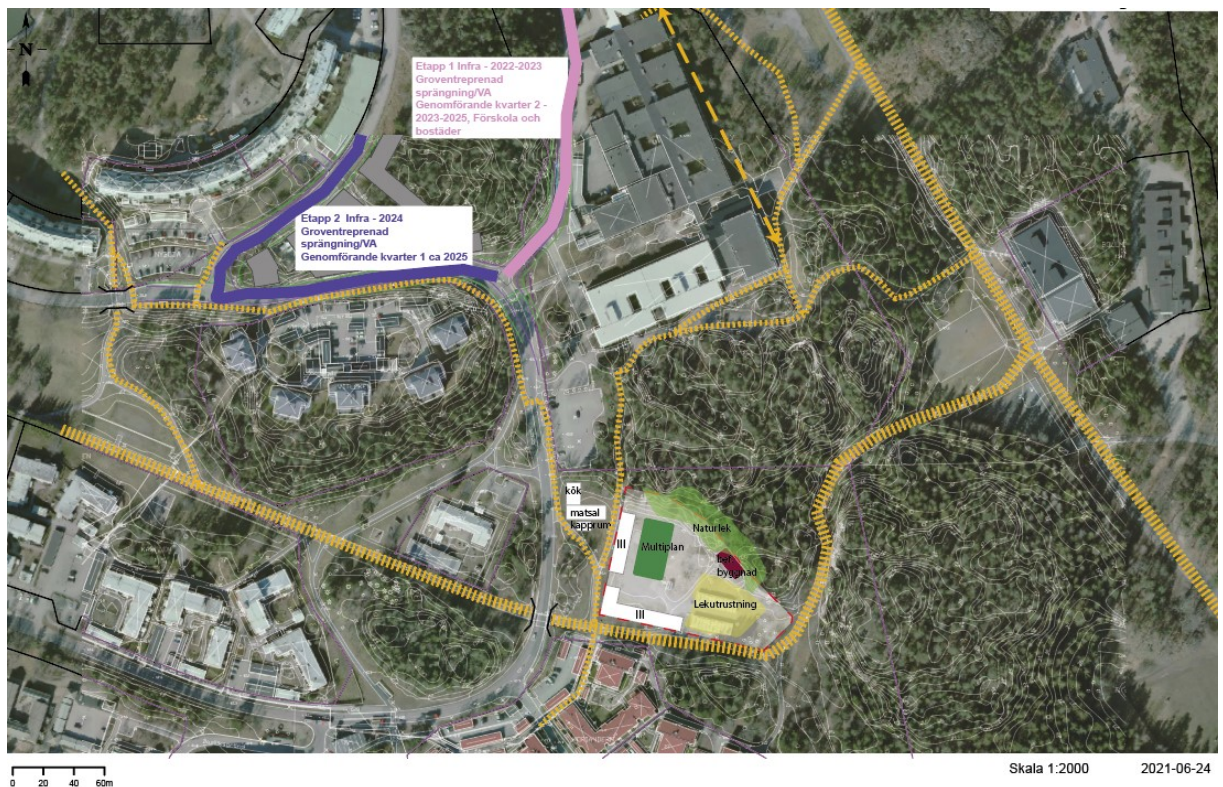 N
Etapp 1 Infra - 2022-2023
Groventreprenad
sprängning/VA
Genomförande kvarter 2 -
2023-2025, Förskola och
bostäder
Etapp 2 Infra - 2024
Groventreprenad
sprängning/VA
Genomförande kvarter 1 ca 2025
kök
matsal
kapprum
III
Multiplan
Naturlek
byggnad
Lekutrustning
III
0 20 40 60m
Skala 1:2000 2021-06-24